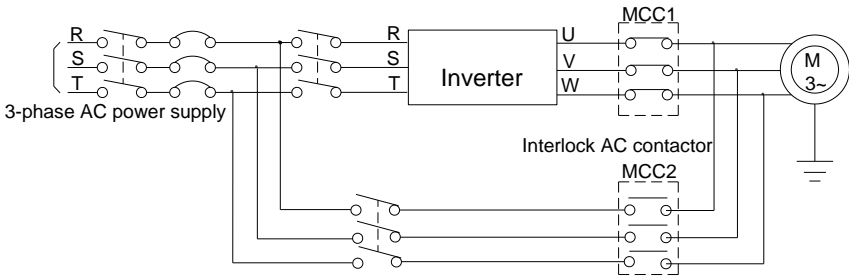 MCC1
R
R
U
S
S
V
T
T
W
Inverter
M
3~
3-phase AC power supply
Interlock AC contactor
MCC2